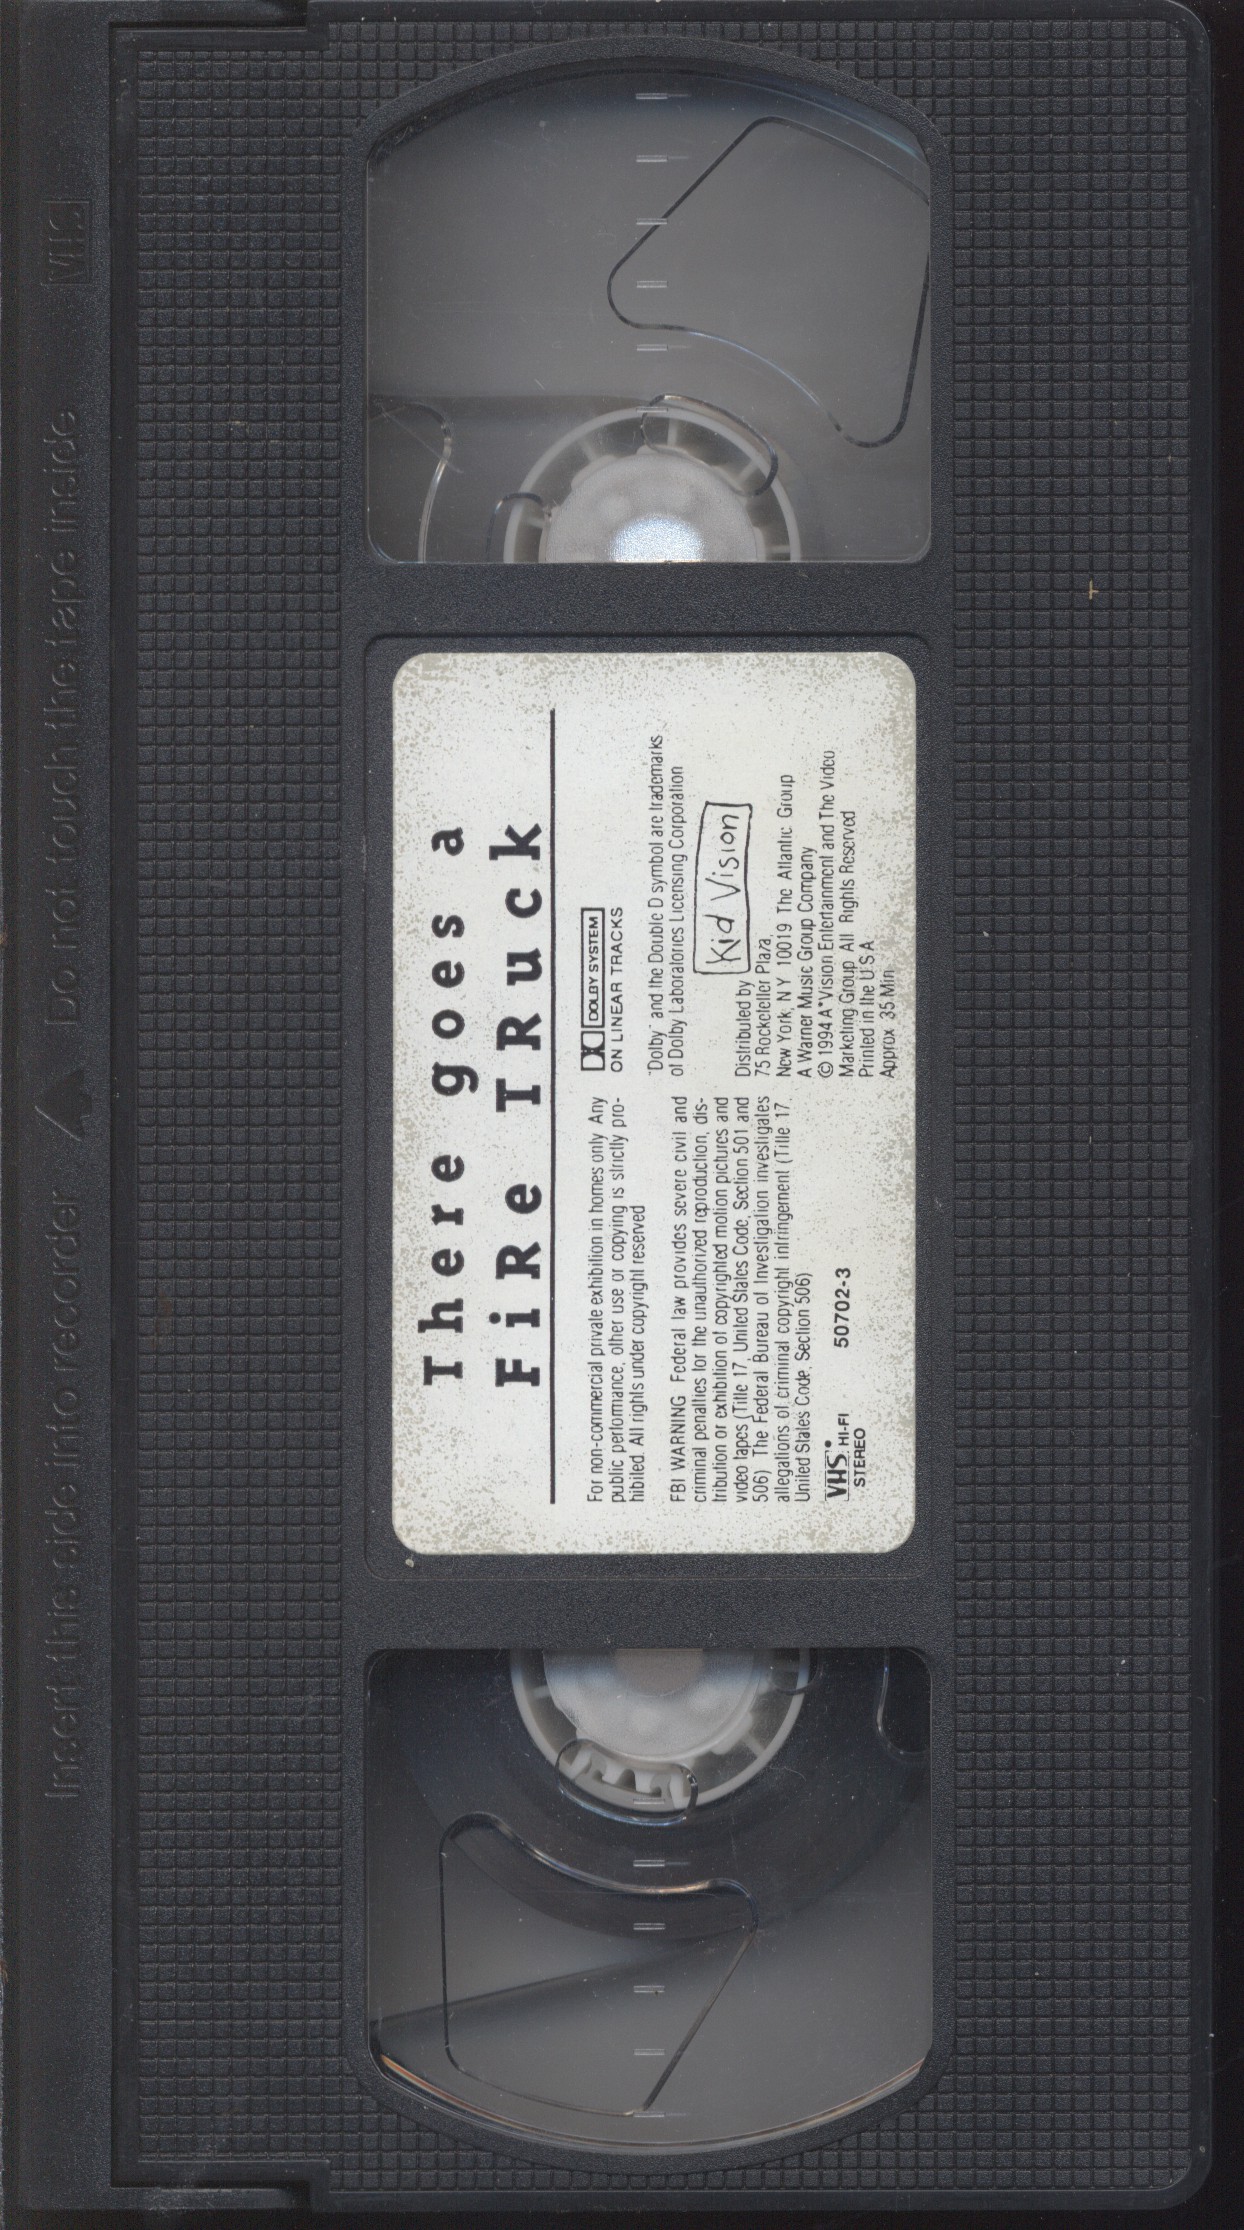 VHS
Insert this side into recorder △ Do not touch the tape inside
There goes a
FiRe TRuck
For non-commercial private exhibition in homes only Any
public performance, other use or copying is strictly pro-
hibited. All rights under copyright reserved
FBI WARNING Federal law provides severe civil and
criminal penalties for the unauthorized reproduction, dis-
tribution or exhibition of copyrighted motion pictures and
video tapes (Title 17, United States Code, Section 501 and
506) The Federal Bureau of Investigation investigates
allegations of criminal copyright infringement (Title 17,
United States Code, Section 506)
VHS HI-FI
STEREO
50702-3
DOLBY SYSTEM
ON LINEAR TRACKS
"Dolby" and the Double D symbol are trademarks
of Dolby Laboratories Licensing Corporation
Kid Vision
Distributed by
75 Rockefeller Plaza,
New York, N Y 10019 The Atlantic Group
A Warner Music Group Company
© 1994 A*Vision Entertainment and The Video
Marketing Group All Rights Reserved
Printed in the U S A
Approx 35 Min